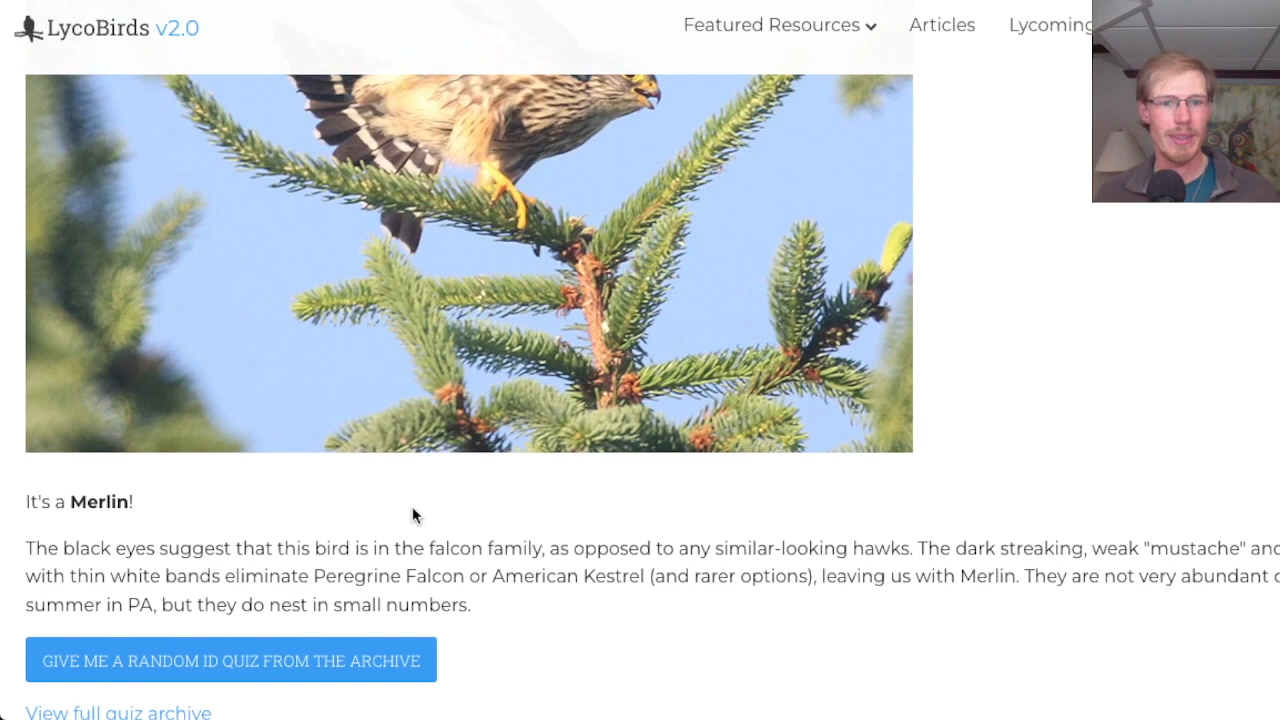 LycoBirds v2.0
Featured Resources Articles Lycoming
It's a Merlin!
The black eyes suggest that this bird is in the falcon family, as opposed to any similar-looking hawks. The dark streaking, weak "mustache" and
with thin white bands eliminate Peregrine Falcon or American Kestrel (and rarer options), leaving us with Merlin. They are not very abundant
summer in PA, but they do nest in small numbers.
GIVE ME A RANDOM ID QUIZ FROM THE ARCHIVE
View full quiz archive